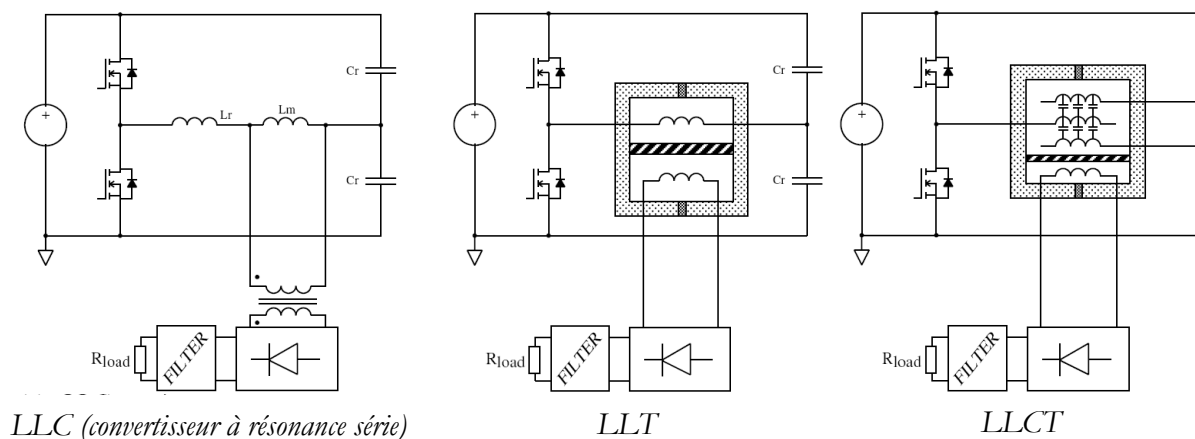 +
Cr
Lr
Lm
Cr
Rload
FILTER
LLC (convertisseur à résonance série)
+
Cr
Cr
Rload
FILTER
LLT
+
Rload
FILTER
LLCT